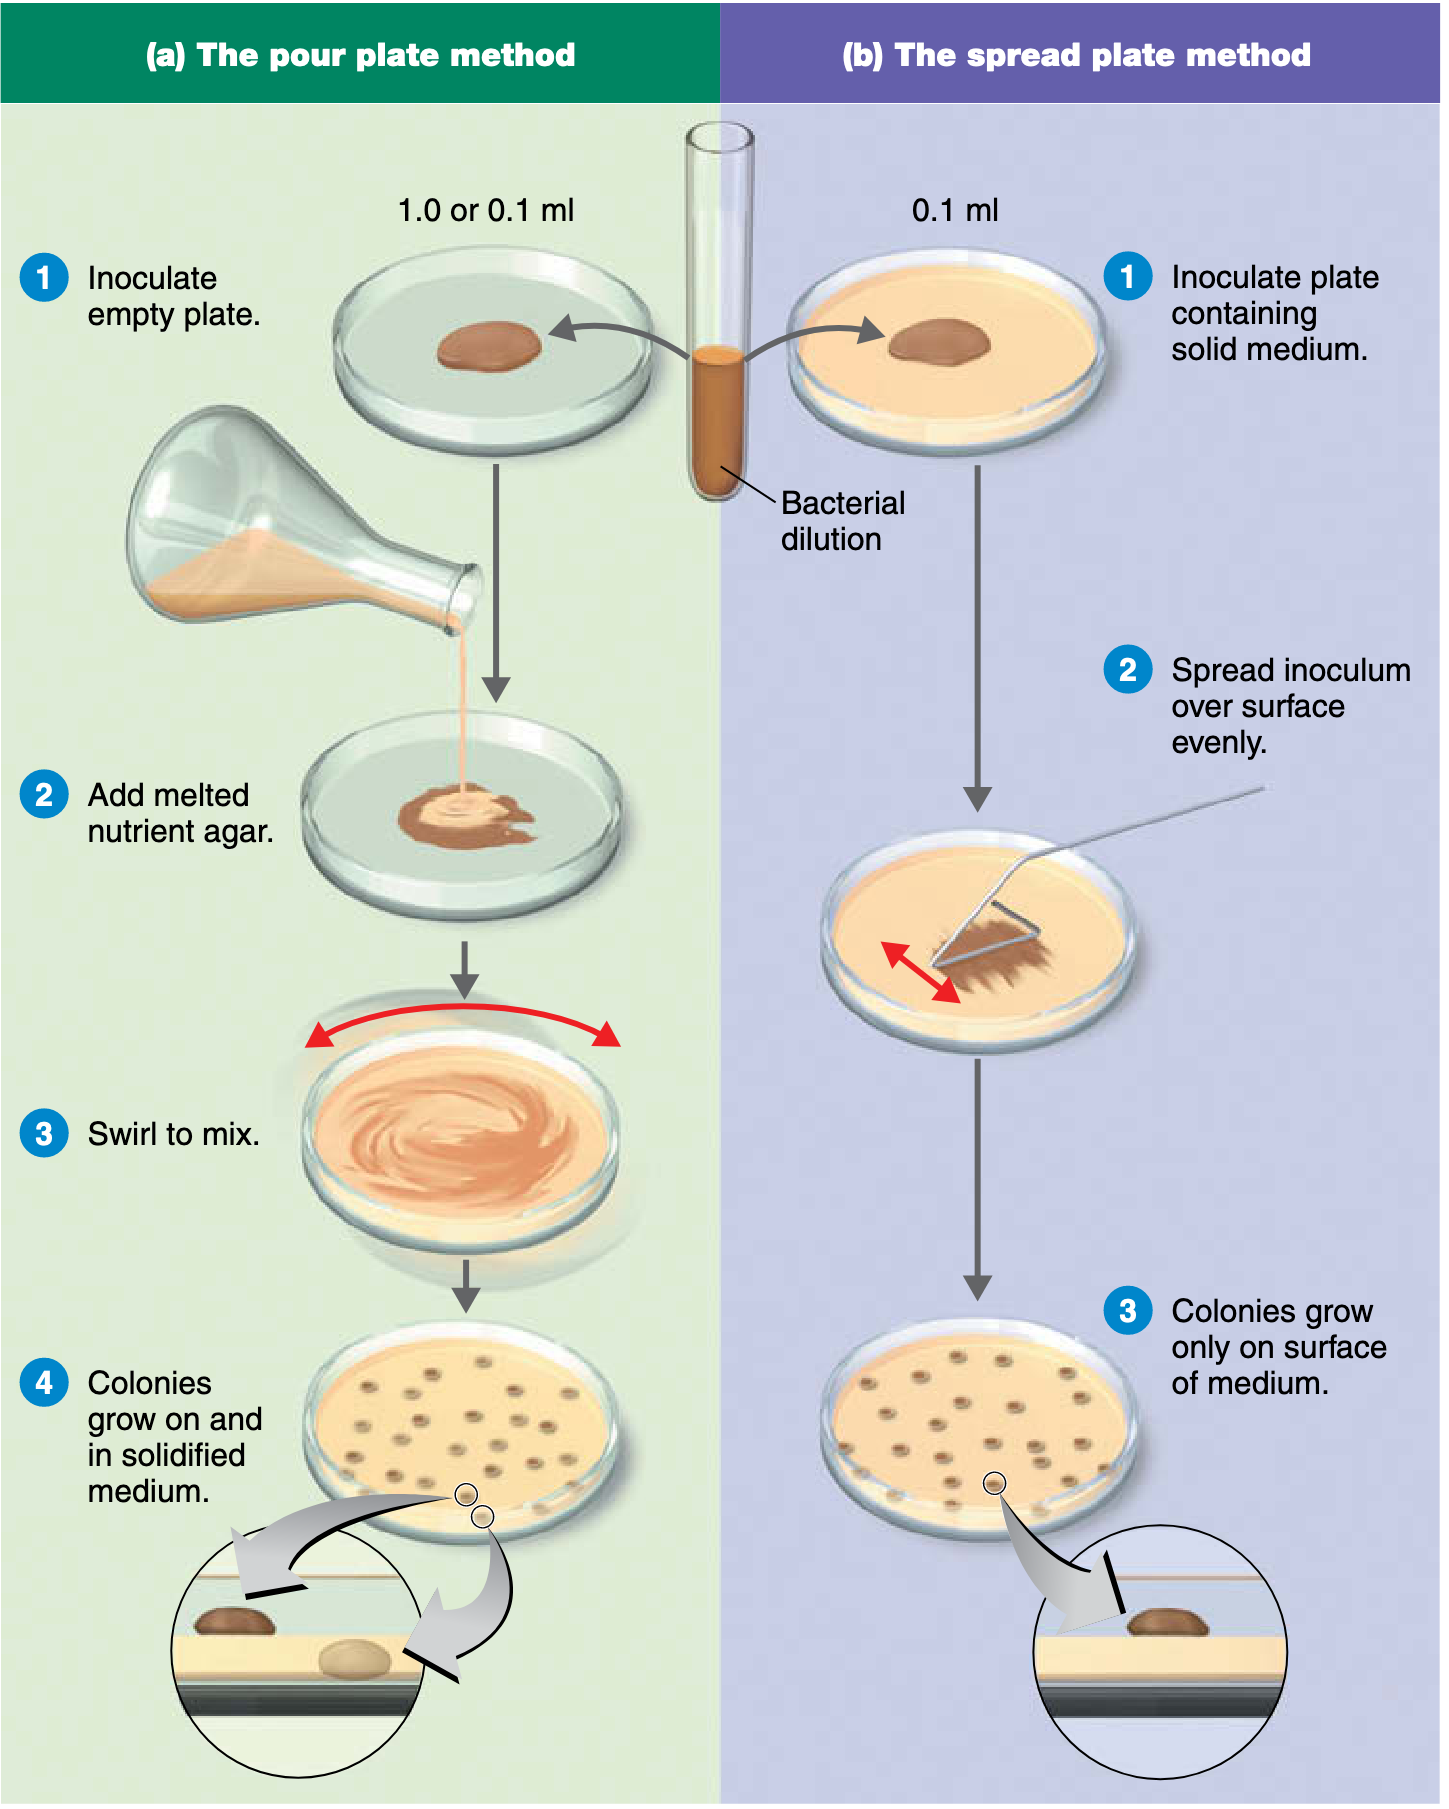 (a) The pour plate method
(b) The spread plate method
1.0 or 0.1 ml
0.1 ml
1 Inoculate
empty plate.
1 Inoculate plate
containing
solid medium.
Bacterial
dilution
2 Add melted
nutrient agar.
2 Spread inoculum
over surface
evenly.
3 Swirl to mix.
4 Colonies
grow on and
in solidified
medium.
3 Colonies grow
only on surface
of medium.